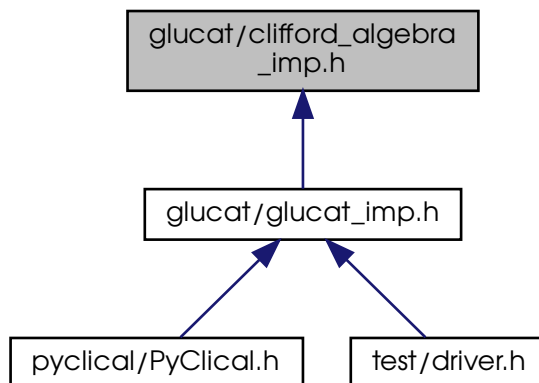 glucat/clifford_algebra
_imp.h
glucat/glucat_imp.h
pyclical/PyClical.h
test/driver.h